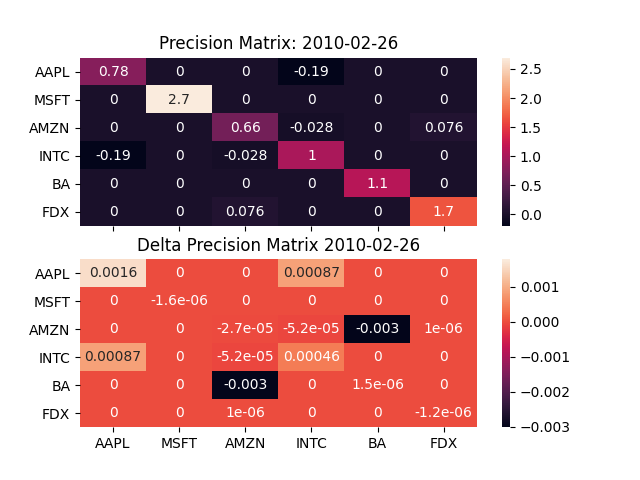 Precision Matrix: 2010-02-26
AAPL 0.78 0 0 -0.19 0 0
MSFT 0 2.7 0 0 0 0
AMZN 0 0 0.66 -0.028 0 0.076
INTC -0.19 0 -0.028 1 0 0
BA 0 0 0 0 1.1 0
FDX 0 0 0.076 0 0 1.7
2.5
2.0
1.5
1.0
0.5
0.0
Delta Precision Matrix 2010-02-26
AAPL 0.0016 0 0 0.00087 0 0
MSFT 0 -1.6e-06 0 0 0 0
AMZN 0 0 -2.7e-05 -5.2e-05 -0.003 1e-06
INTC 0.00087 0 -5.2e-05 0.00046 0 0
BA 0 0 -0.003 0 1.5e-06 0
FDX 0 0 1e-06 0 0 -1.2e-06
AAPL MSFT AMZN INTC BA FDX
0.001
0.000
−0.001
−0.002
−0.003